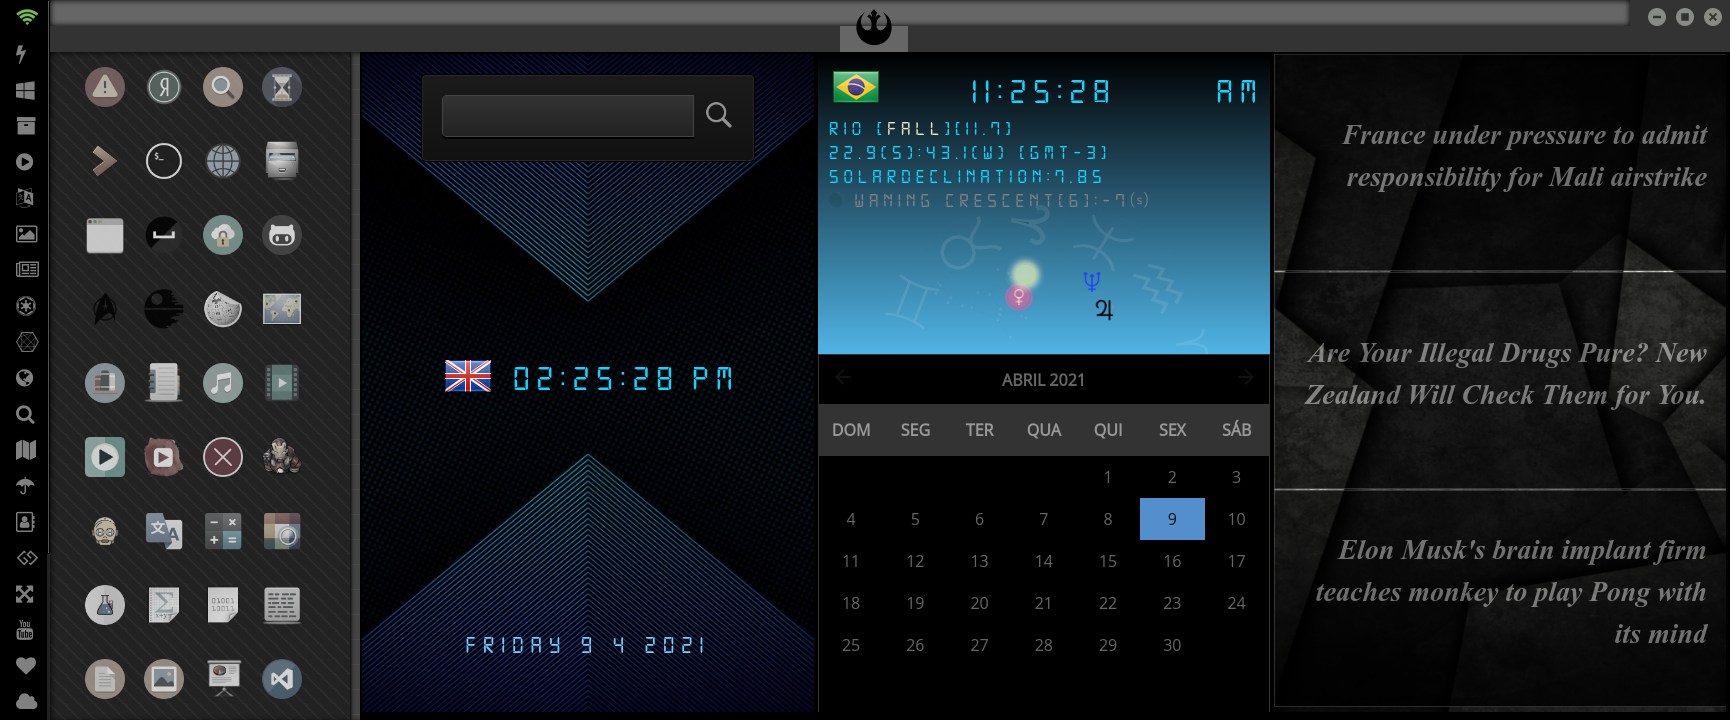 11:25:28 AM
RIO [FALL][11.7]
22.9(S):43.1(W) [GMT-3]
SOLARDECLINATION:7.85
WANING CRESCENT[6]:-7(s)
02:25:28 PM
FRIDAY 9 4 2021
ABRIL 2021
DOM SEG TER QUA QUI SEX SÁB
1 2 3
4 5 6 7 8 9 10
11 12 13 14 15 16 17
18 19 20 21 22 23 24
25 26 27 28 29 30
France under pressure to admit
responsibility for Mali airstrike
Are Your Illegal Drugs Pure? New
Zealand Will Check Them for You.
Elon Musk's brain implant firm
teaches monkey to play Pong with
its mind
Я
$_
文 A
01001
10011
Σ
You
Tube